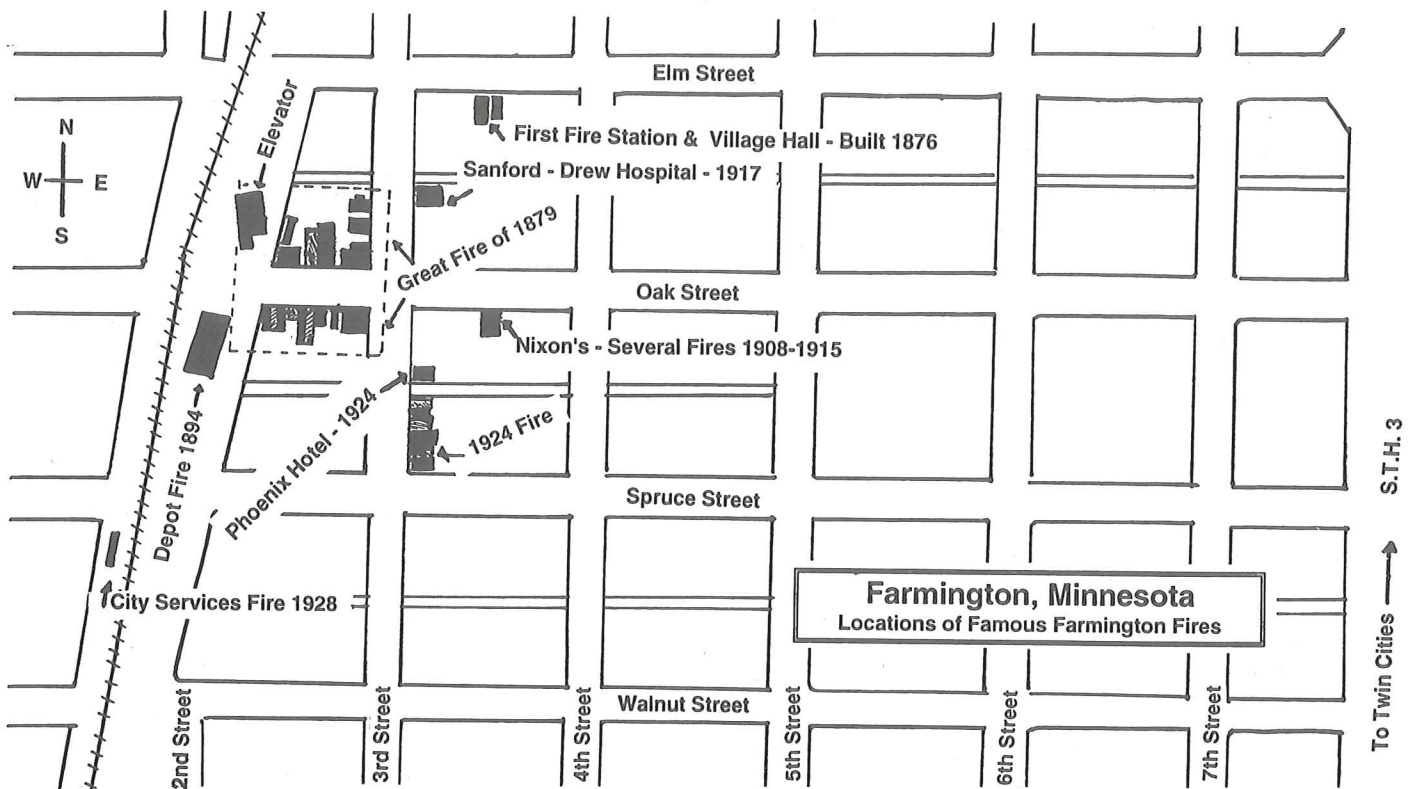 Elm Street
N
W E
S
Elevator
First Fire Station & Village Hall - Built 1876
Sanford - Drew Hospital - 1917
Great Fire of 1879
Oak Street
Nixon's - Several Fires 1908-1915
Depot Fire 1894
Phoenix Hotel - 1924
1924 Fire
Spruce Street
City Services Fire 1928
Farmington, Minnesota
Locations of Famous Farmington Fires
Walnut Street
2nd Street
3rd Street
4th Street
5th Street
6th Street
7th Street
To Twin Cities
S.T.H. 3